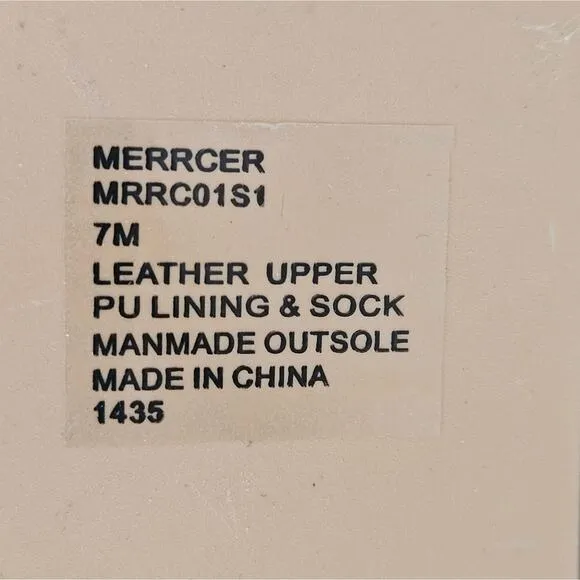 MERRCER
MRRC01S1
7M
LEATHER UPPER
PU LINING & SOCK
MANMADE OUTSOLE
MADE IN CHINA
1435